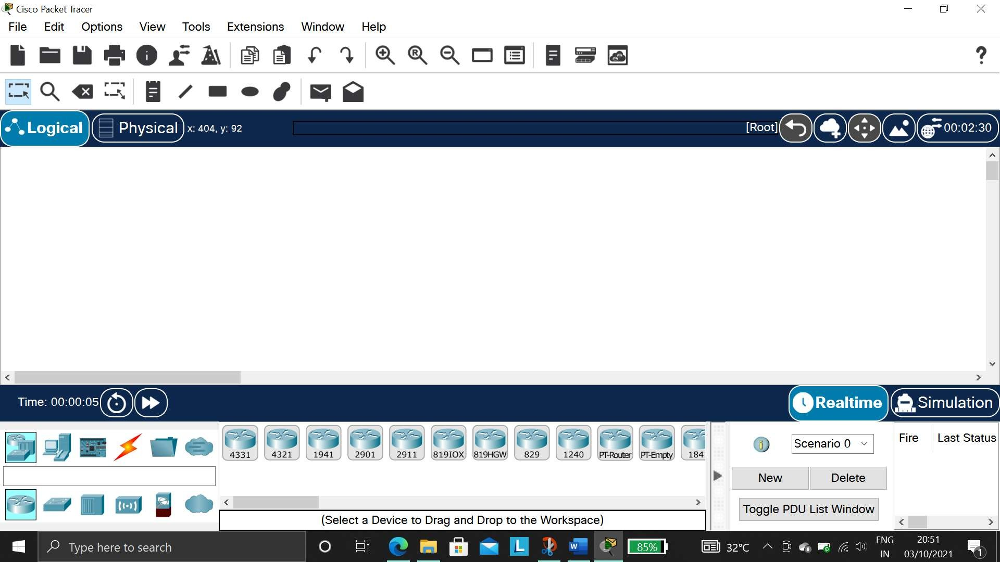 Cisco Packet Tracer
File Edit Options View Tools Extensions Window Help
Logical Physical x: 404, y: 92 [Root] 00:02:30
Time: 00:00:05 Realtime Simulation
4331 4321 1941 2901 2911 819IOX 819HGW 829 1240 PT-Router PT-Empty 184
Scenario 0
Fire Last Status
New Delete
Toggle PDU List Window
(Select a Device to Drag and Drop to the Workspace)
Type here to search
85%
32°C
ENG
IN
20:51
03/10/2021
1